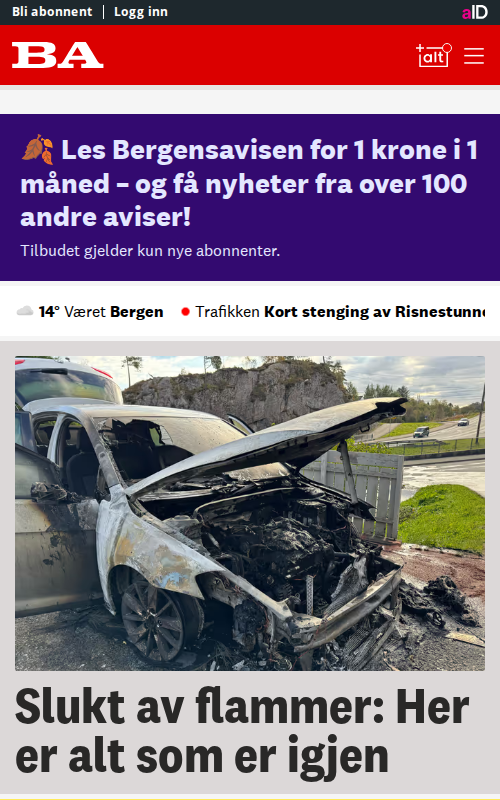 Bli abonnent | Logg inn
aID
BA
+alt
🍂 Les Bergensavisen for 1 krone i 1
måned – og få nyheter fra over 100
andre aviser!
Tilbudet gjelder kun nye abonnenter.
14° Været Bergen
Trafikken Kort stenging av Risnestunne
Slukt av flammer: Her
er alt som er igjen